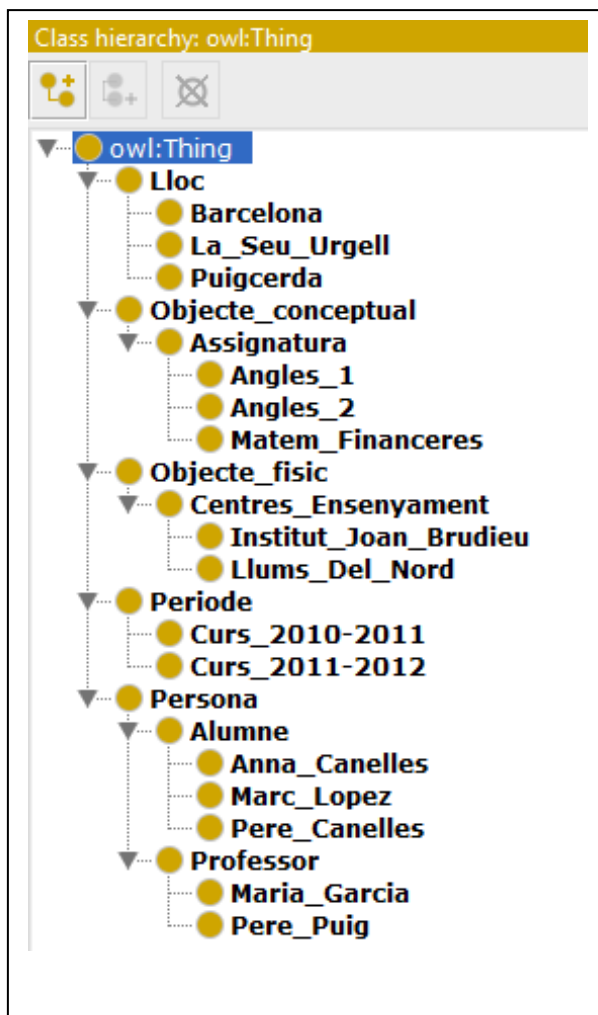 Class hierarchy: owl:Thing
owl:Thing
Lloc
Barcelona
La_Seu_Urgell
Puigcerda
Objecte_conceptual
Assignatura
Angles_1
Angles_2
Matem_Financeres
Objecte_fisic
Centres_Ensenyament
Institut_Joan_Brudieu
Llums_Del_Nord
Periode
Curs_2010-2011
Curs_2011-2012
Persona
Alumne
Anna_Canelles
Marc_Lopez
Pere_Canelles
Professor
Maria_Garcia
Pere_Puig